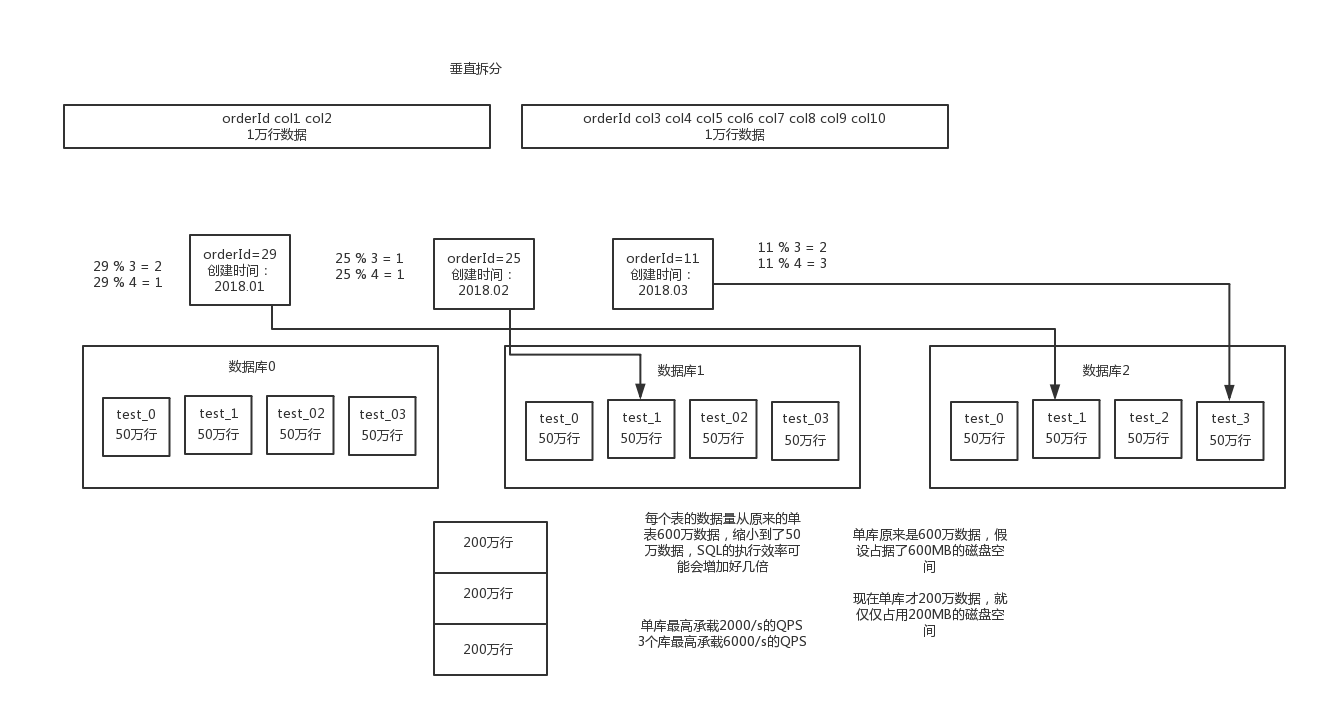 垂直拆分
orderId col1 col2
1万行数据
orderId col3 col4 col5 col6 col7 col8 col9 col10
1万行数据
29 % 3 = 2
29 % 4 = 1
orderId=29
创建时间：
2018.01
25 % 3 = 1
25 % 4 = 1
orderId=25
创建时间：
2018.02
orderId=11
创建时间：
2018.03
11 % 3 = 2
11 % 4 = 3
数据库0
test_0
50万行
test_1
50万行
test_02
50万行
test_03
50万行
数据库1
test_0
50万行
test_1
50万行
test_02
50万行
test_03
50万行
数据库2
test_0
50万行
test_1
50万行
test_2
50万行
test_3
50万行
200万行
200万行
200万行
每个表的数据量从原来的单
表600万数据，缩小到了50
万数据，SQL的执行效率可
能会增加好几倍
单库最高承载2000/s的QPS
3个库最高承载6000/s的QPS
单库原来是600万数据，假
设占据了600MB的磁盘空
间
现在单库才200万数据，就
仅仅占用200MB的磁盘空
间